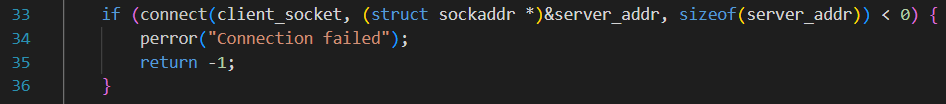 33 if (connect(client_socket, (struct sockaddr *)&server_addr, sizeof(server_addr)) < 0) {
34 perror("Connection failed");
35 return -1;
36 }